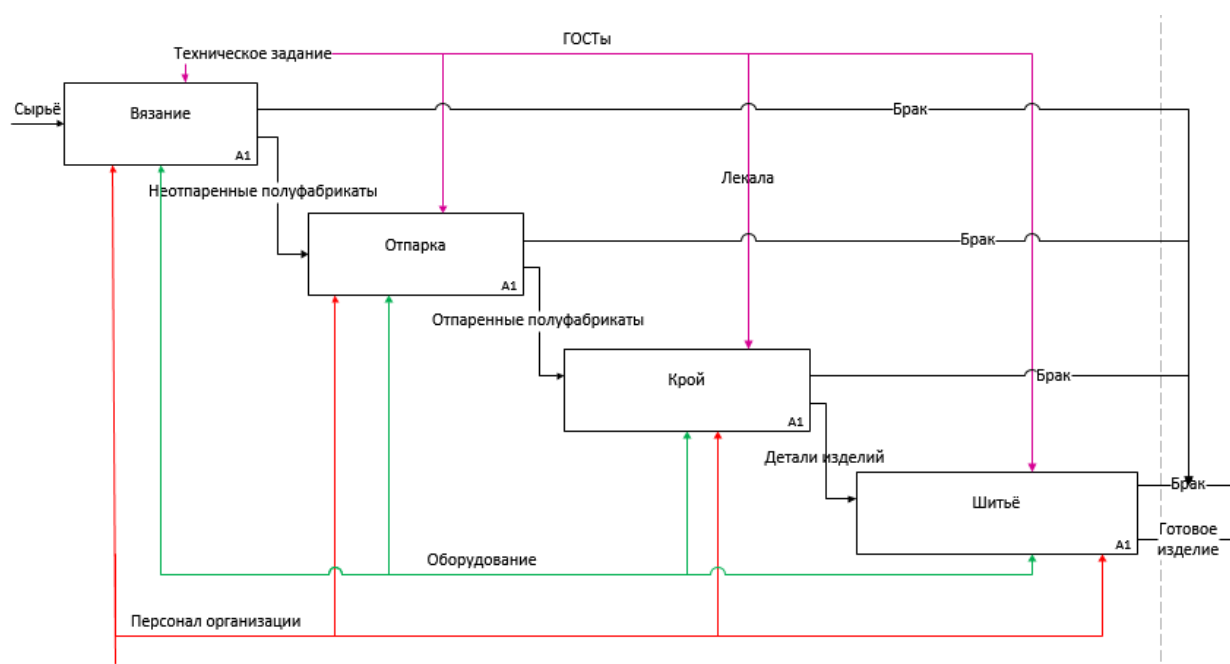 ГОСТы
Техническое задание
Сырьё
Вязание
Брак
А1
Неотпаренные полуфабрикаты
Лекала
Отпарка
Брак
А1
Отпаренные полуфабрикаты
Крой
Брак
А1
Детали изделий
Шитьё
Брак
А1
Готовое
изделие
Оборудование
Персонал организации